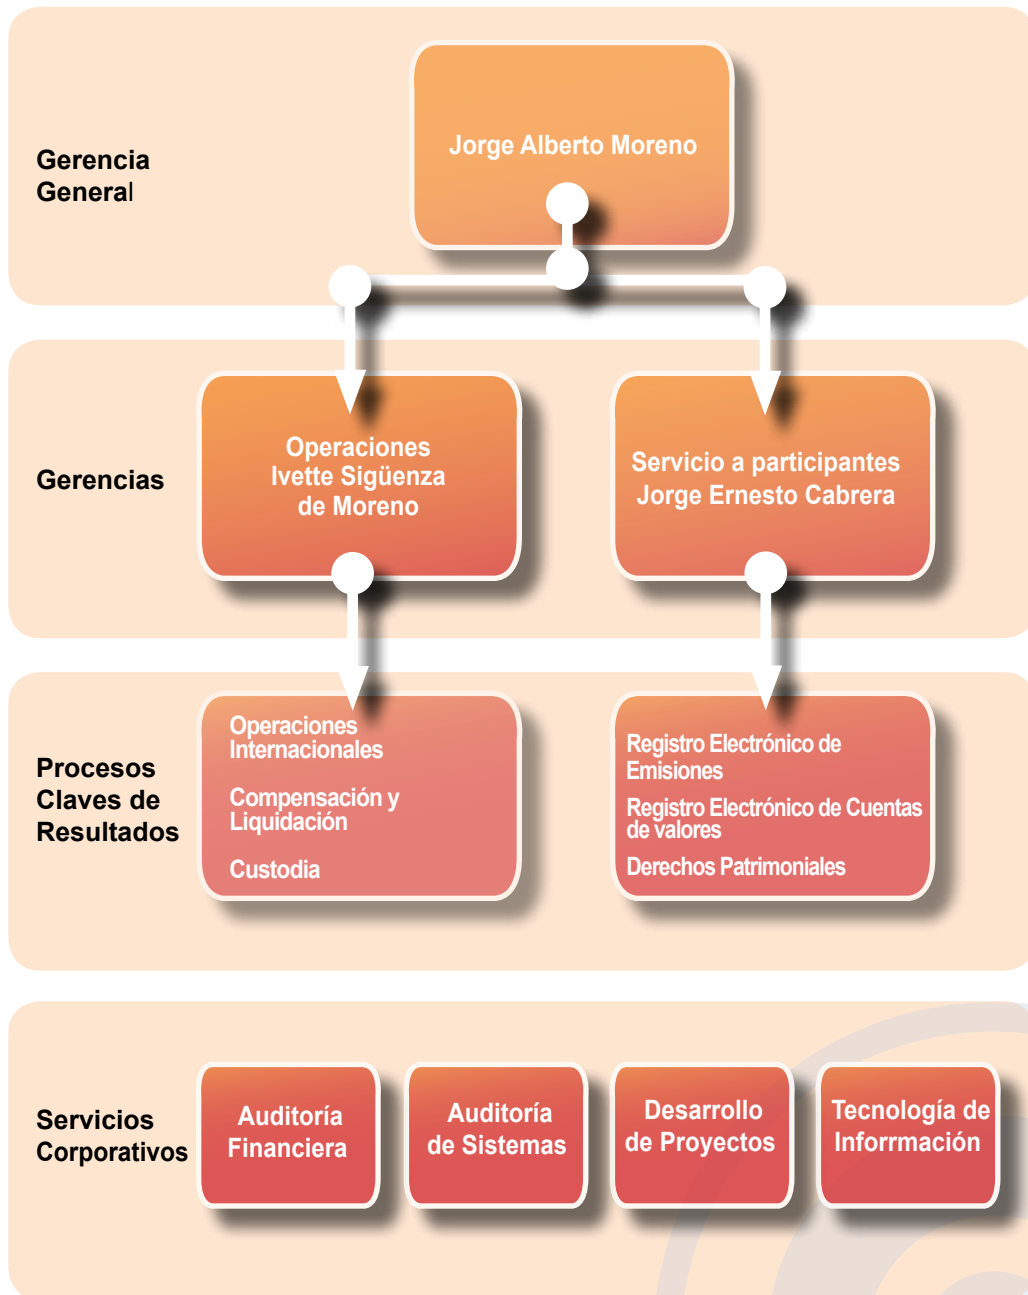 Gerencia
General
Jorge Alberto Moreno
Gerencias
Operaciones
Ivette Sigüenza
de Moreno
Servicio a participantes
Jorge Ernesto Cabrera
Procesos
Claves de
Resultados
Operaciones
Internacionales
Compensación y
Liquidación
Custodia
Registro Electrónico de
Emisiones
Registro Electrónico de Cuentas
de valores
Derechos Patrimoniales
Servicios
Corporativos
Auditoría
Financiera
Auditoría
de Sistemas
Desarrollo
de Proyectos
Tecnología de
Inforrmación